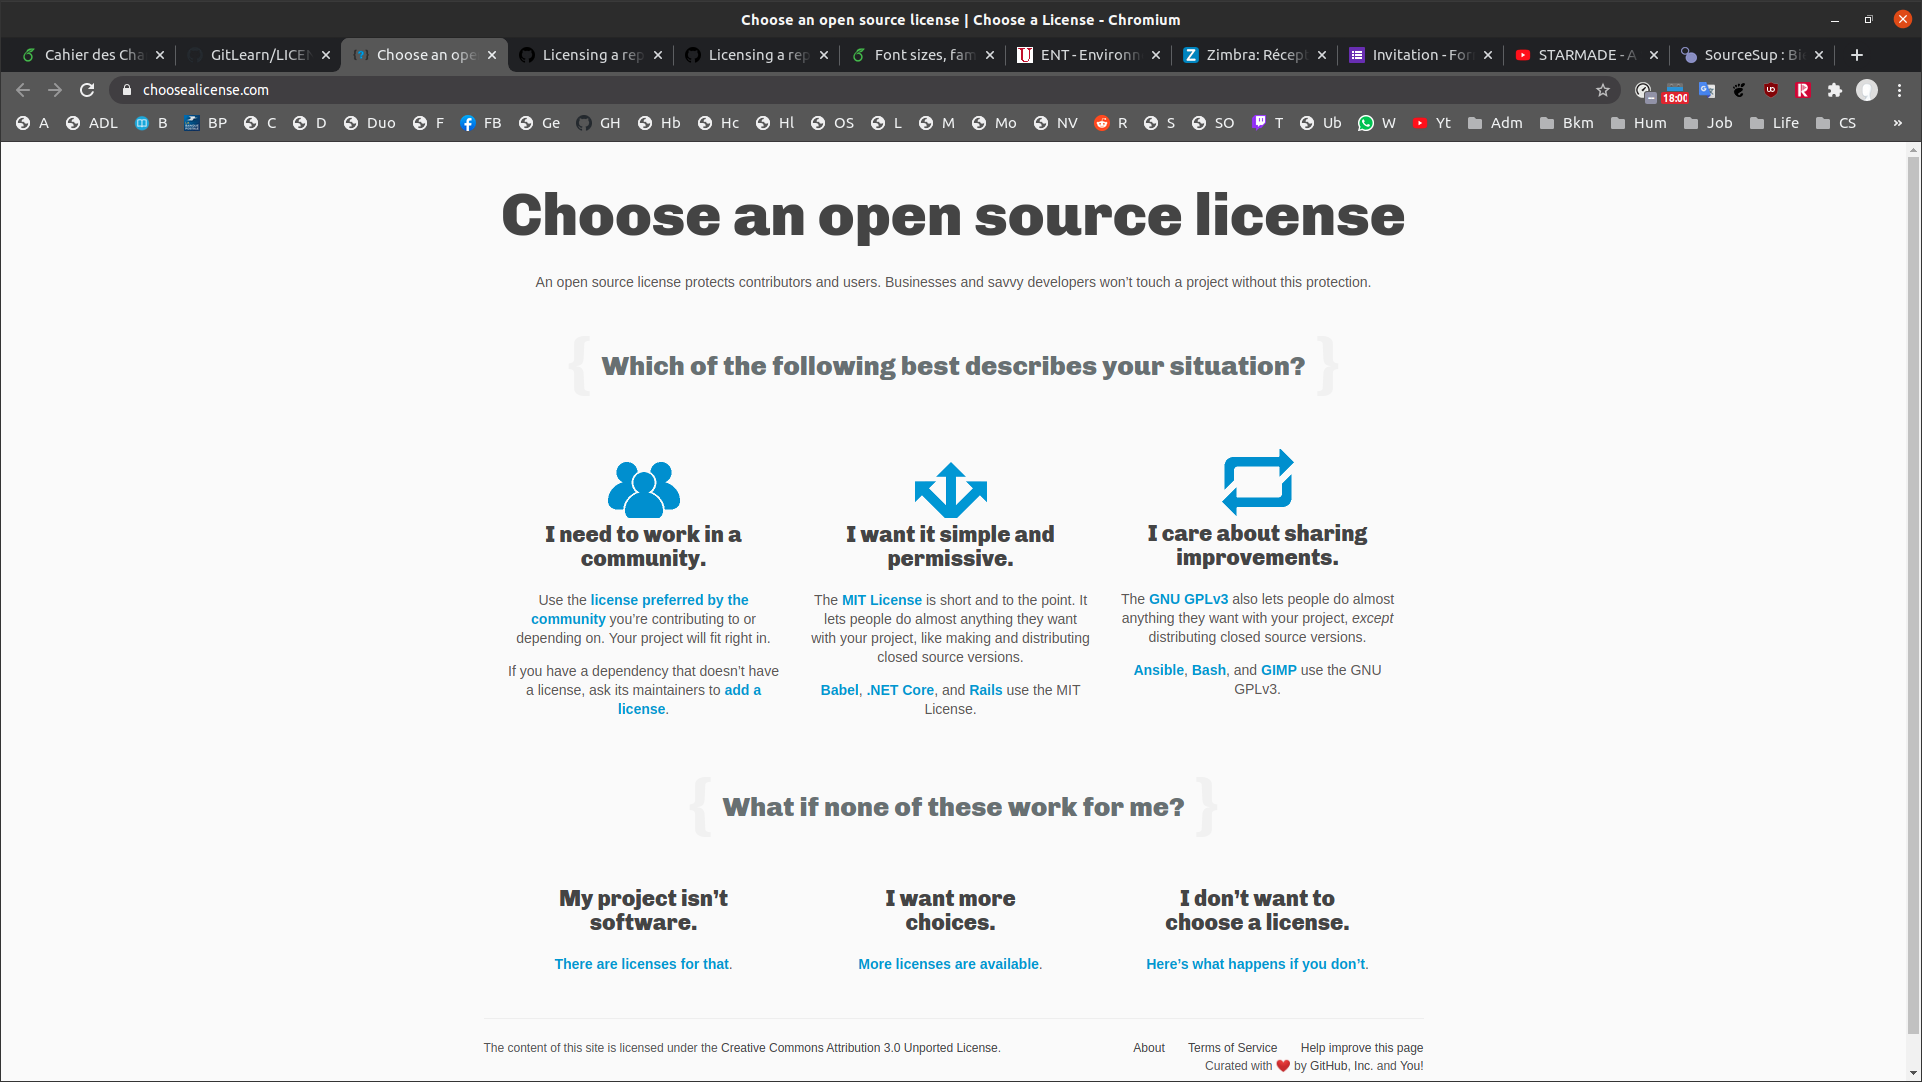 Choose an open source license | Choose a License - Chromium
Cahier des Cha
GitLearn/LICEN
Choose an ope
Licensing a rep
Licensing a rep
Font sizes, fam
ENT - Environn
Zimbra: Récept
Invitation - For
STARMADE - A
SourceSup : Bie
choosealicense.com
18:00
A ADL B BP C D Duo F FB Ge GH Hb Hc Hl OS L M Mo NV R S SO T Ub W Yt Adm Bkm Hum Job Life CS »
Choose an open source license
An open source license protects contributors and users. Businesses and savvy developers won’t touch a project without this protection.
{ Which of the following best describes your situation? }
I need to work in a
community.
Use the license preferred by the
community you’re contributing to or
depending on. Your project will fit right in.
If you have a dependency that doesn’t have
a license, ask its maintainers to add a
license.
I want it simple and
permissive.
The MIT License is short and to the point. It
lets people do almost anything they want
with your project, like making and distributing
closed source versions.
Babel, .NET Core, and Rails use the MIT
License.
I care about sharing
improvements.
The GNU GPLv3 also lets people do almost
anything they want with your project, except
distributing closed source versions.
Ansible, Bash, and GIMP use the GNU
GPLv3.
{ What if none of these work for me? }
My project isn’t
software.
There are licenses for that.
I want more
choices.
More licenses are available.
I don’t want to
choose a license.
Here’s what happens if you don’t.
The content of this site is licensed under the Creative Commons Attribution 3.0 Unported License.
About Terms of Service Help improve this page
Curated with ❤️ by GitHub, Inc. and You!